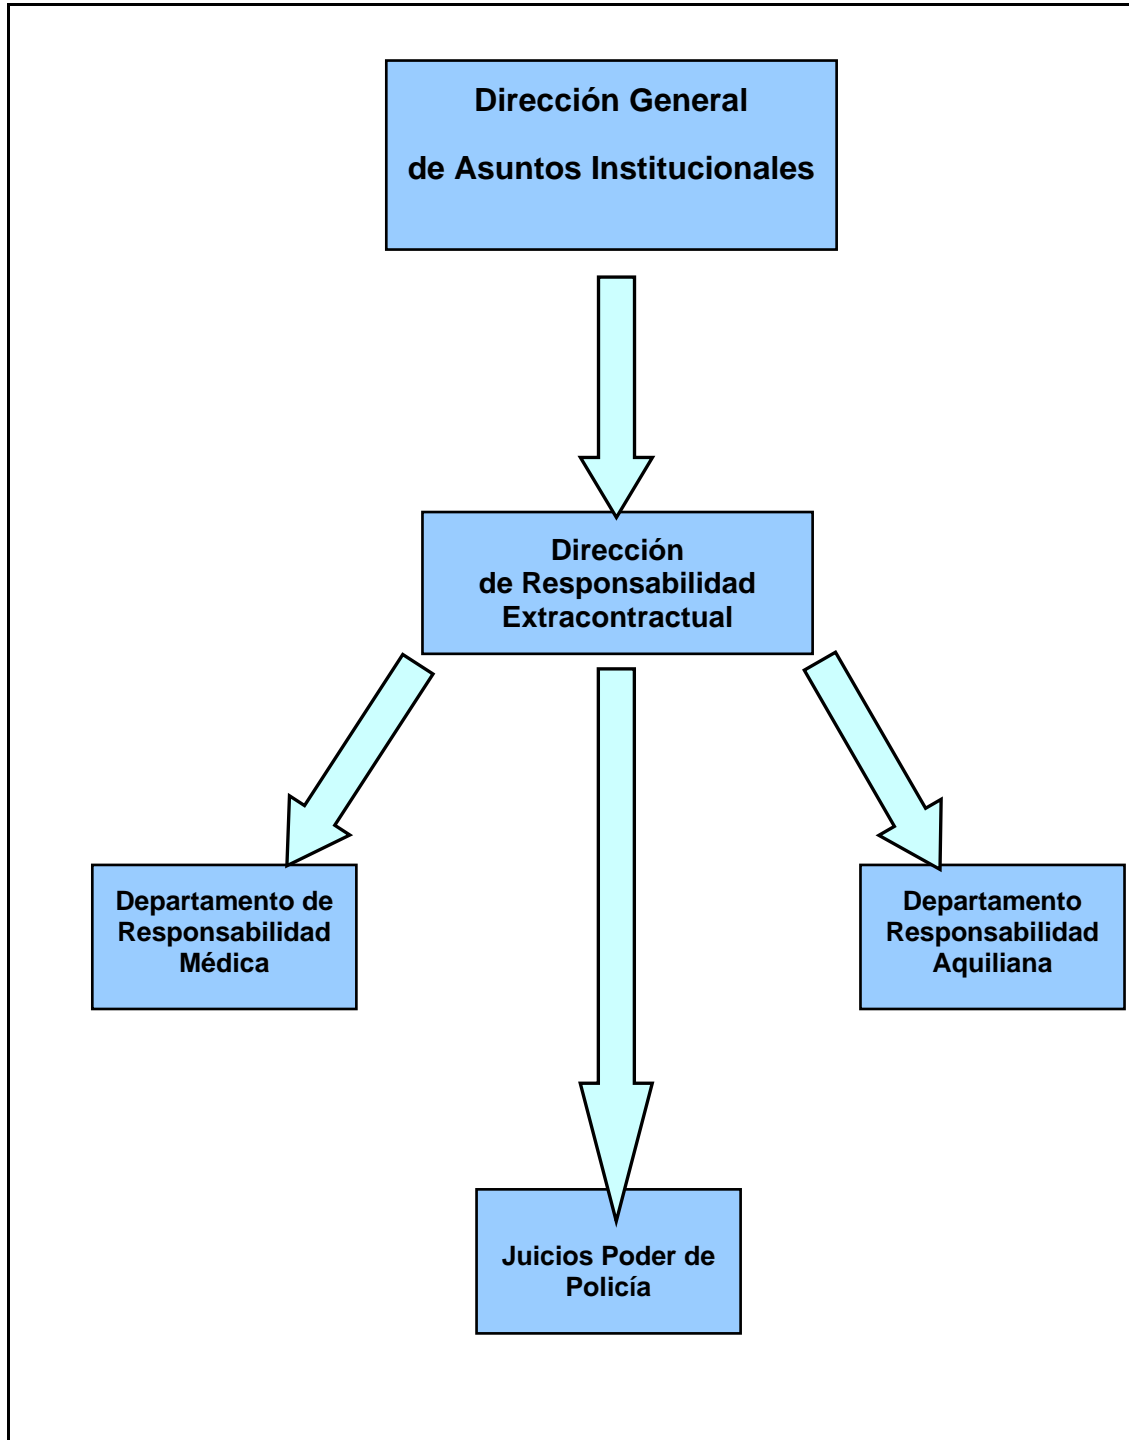 Dirección General
de Asuntos Institucionales
Dirección
de Responsabilidad
Extracontractual
Departamento de
Responsabilidad
Médica
Departamento
Responsabilidad
Aquiliana
Juicios Poder de
Policía